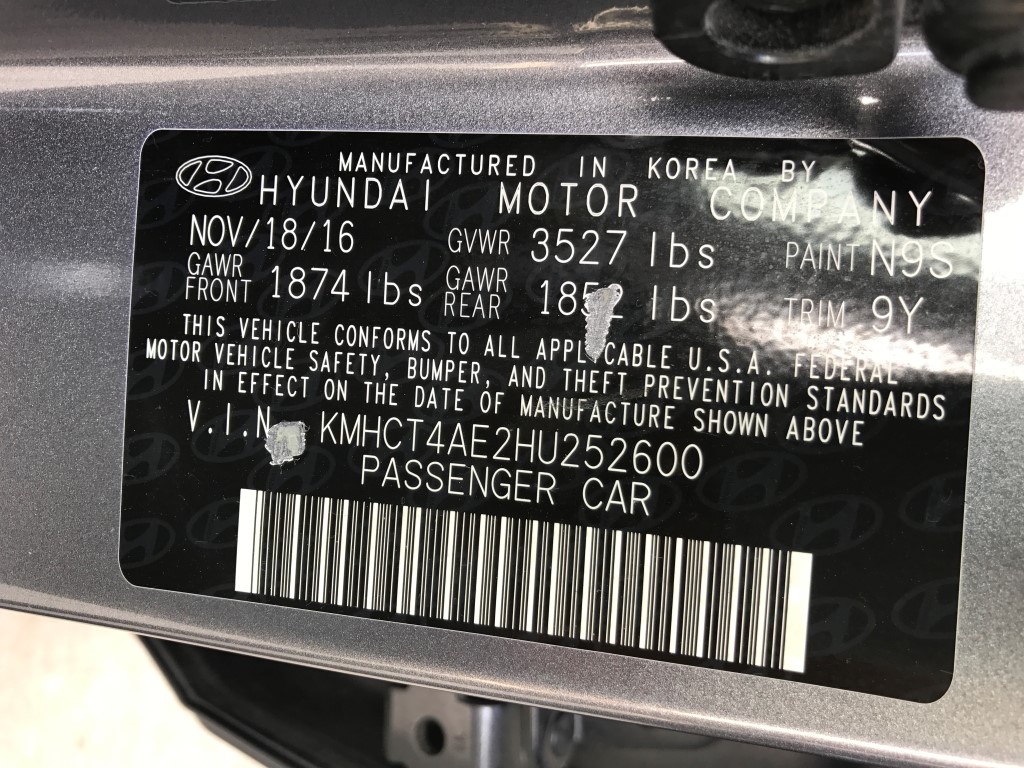 MANUFACTURED IN KOREA BY
HYUNDAI MOTOR COMPANY
NOV/18/16 GVWR 3527 lbs PAINT N9S
GAWR FRONT 1874 lbs GAWR REAR lbs TRIM 9Y
THIS VEHICLE CONFORMS TO ALL APPLICABLE U.S.A. FEDERAL
MOTOR VEHICLE SAFETY, BUMPER, AND THEFT PREVENTION STANDARDS
IN EFFECT ON THE DATE OF MANUFACTURE SHOWN ABOVE
V.I.N KMHCT4AE2HU252600
PASSENGER CAR